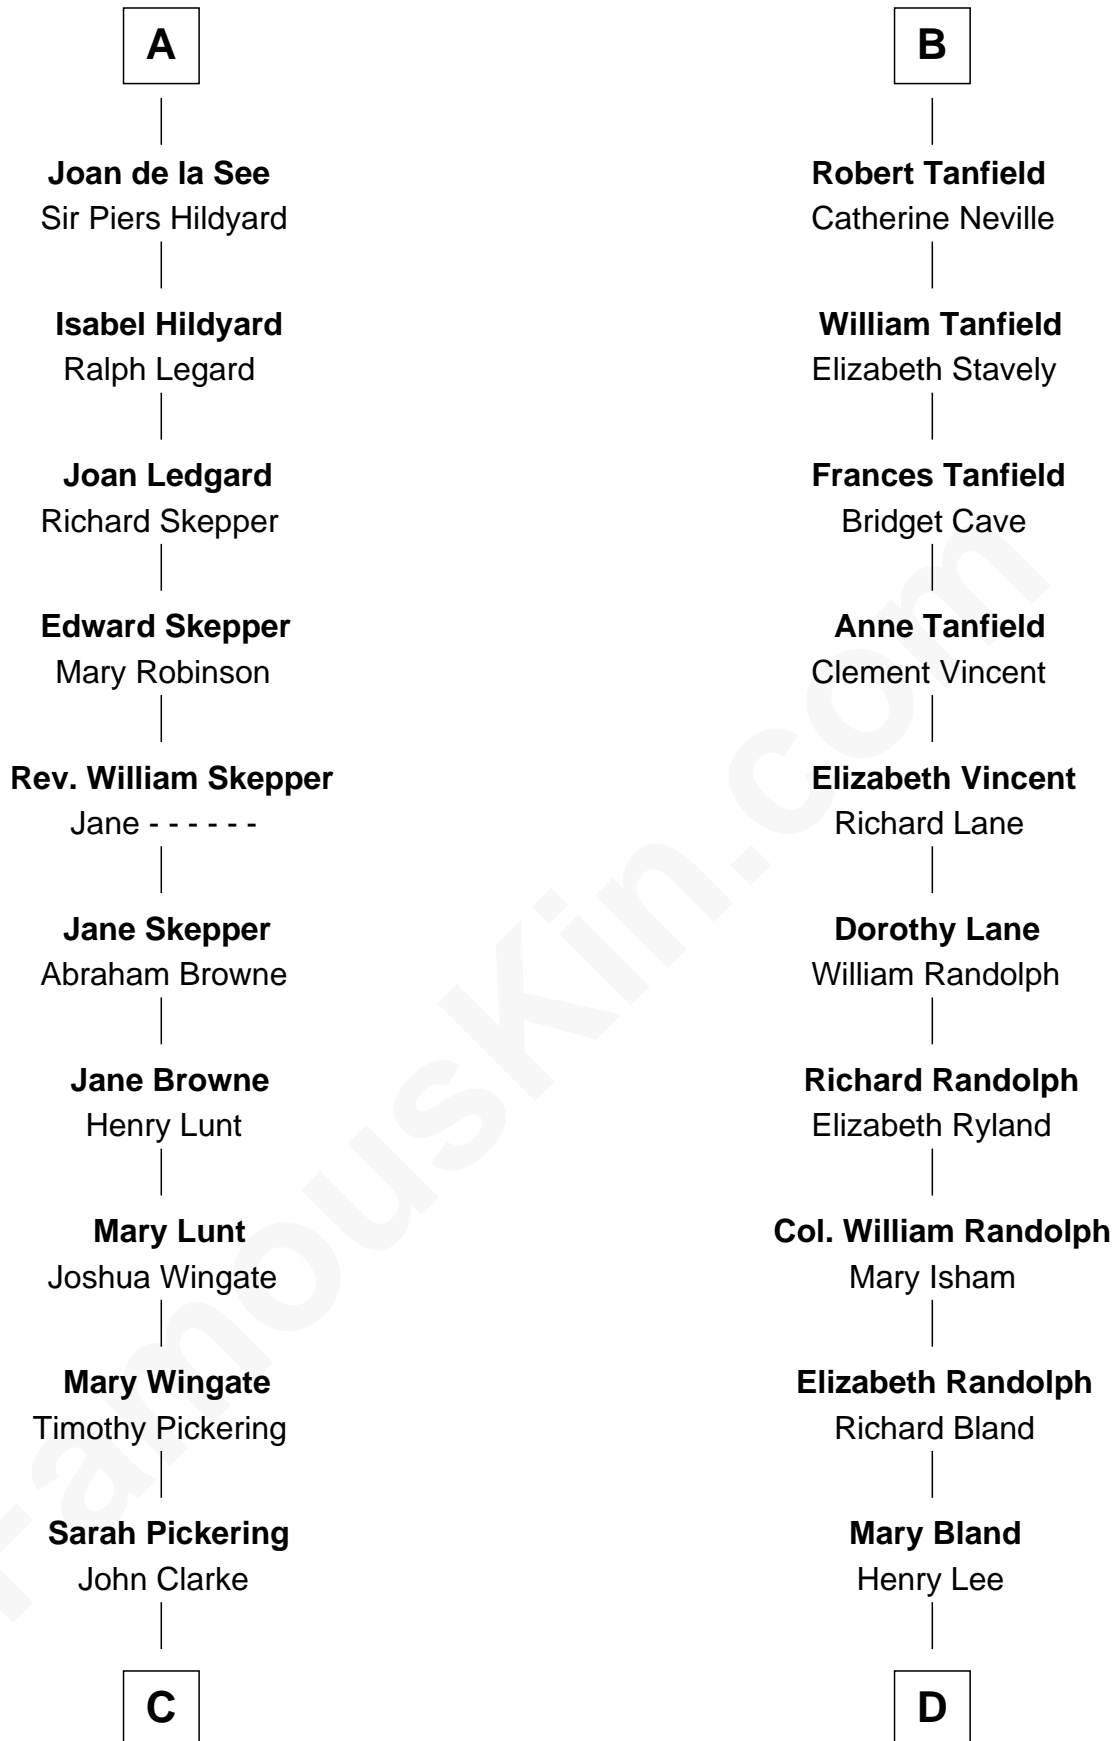 A
Joan de la See
Sir Piers Hildyard
Isabel Hildyard
Ralph Legard
Joan Ledgard
Richard Skepper
Edward Skepper
Mary Robinson
Rev. William Skepper
Jane - - - - - -
Jane Skepper
Abraham Browne
Jane Browne
Henry Lunt
Mary Lunt
Joshua Wingate
Mary Wingate
Timothy Pickering
Sarah Pickering
John Clarke
C
B
Robert Tanfield
Catherine Neville
William Tanfield
Elizabeth Stavely
Frances Tanfield
Bridget Cave
Anne Tanfield
Clement Vincent
Elizabeth Vincent
Richard Lane
Dorothy Lane
William Randolph
Richard Randolph
Elizabeth Ryland
Col. William Randolph
Mary Isham
Elizabeth Randolph
Richard Bland
Mary Bland
Henry Lee
D
FamousKin.com